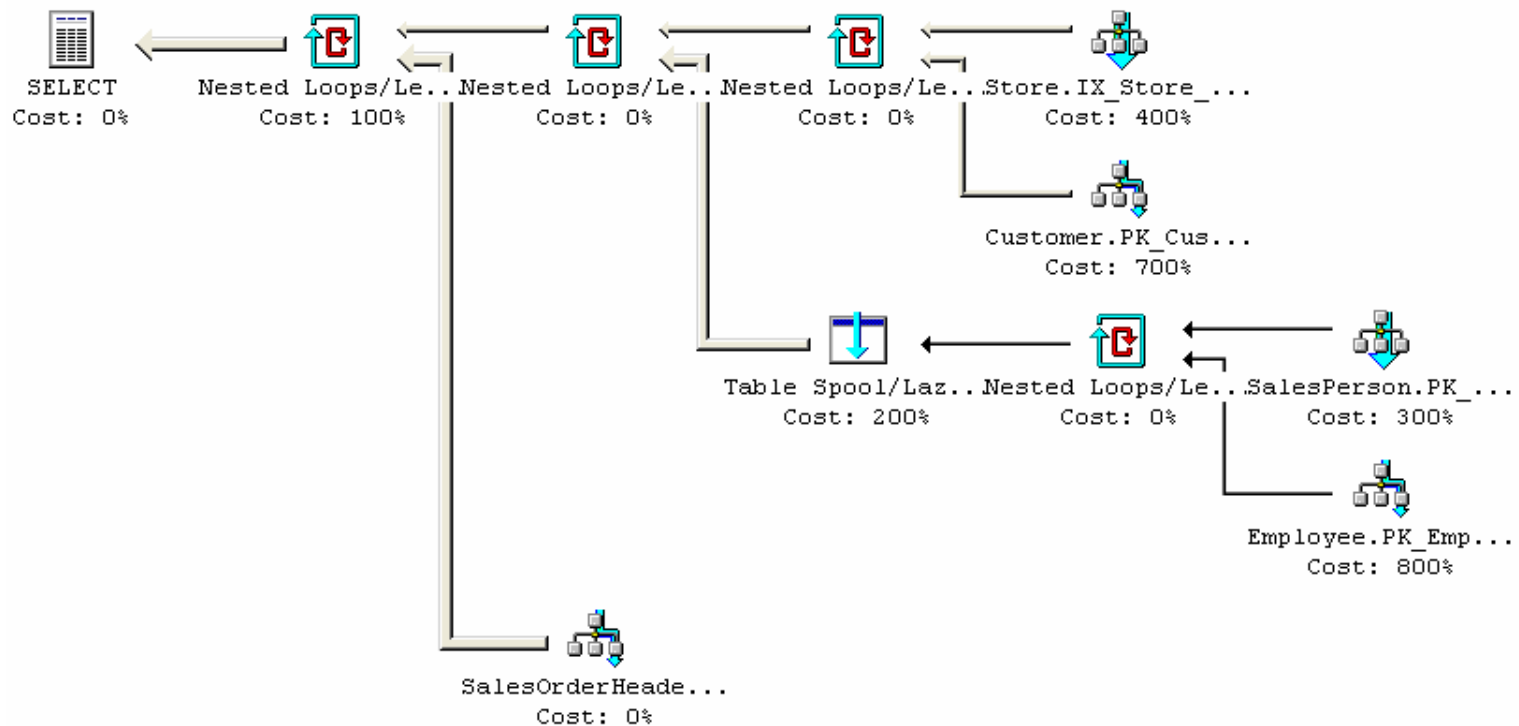 SELECT
Cost: 0%
Nested Loops/Le...
Cost: 100%
Nested Loops/Le...
Cost: 0%
Nested Loops/Le...
Cost: 0%
Store.IX_Store_...
Cost: 400%
Customer.PK_Cus...
Cost: 700%
Table Spool/Laz...
Cost: 200%
Nested Loops/Le...
Cost: 0%
SalesPerson.PK_...
Cost: 300%
Employee.PK_Emp...
Cost: 800%
SalesOrderHeade...
Cost: 0%